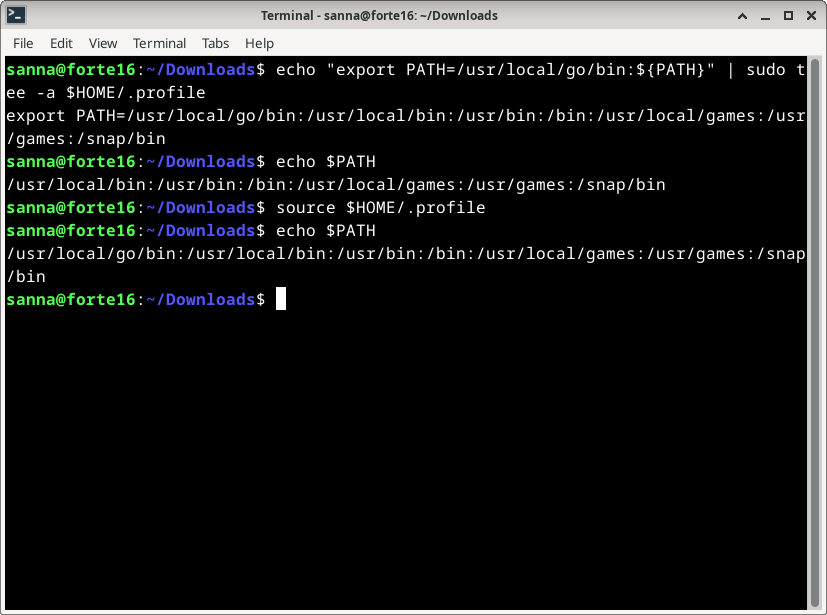 Terminal - sanna@forte16: ~/Downloads
File Edit View Terminal Tabs Help
sanna@forte16:~/Downloads$ echo "export PATH=/usr/local/go/bin:${PATH}" | sudo t
ee -a $HOME/.profile
export PATH=/usr/local/go/bin:/usr/local/bin:/usr/bin:/bin:/usr/local/games:/usr
/games:/snap/bin
sanna@forte16:~/Downloads$ echo $PATH
/usr/local/bin:/usr/bin:/bin:/usr/local/games:/usr/games:/snap/bin
sanna@forte16:~/Downloads$ source $HOME/.profile
sanna@forte16:~/Downloads$ echo $PATH
/usr/local/go/bin:/usr/local/bin:/usr/bin:/bin:/usr/local/games:/usr/games:/snap
/bin
sanna@forte16:~/Downloads$